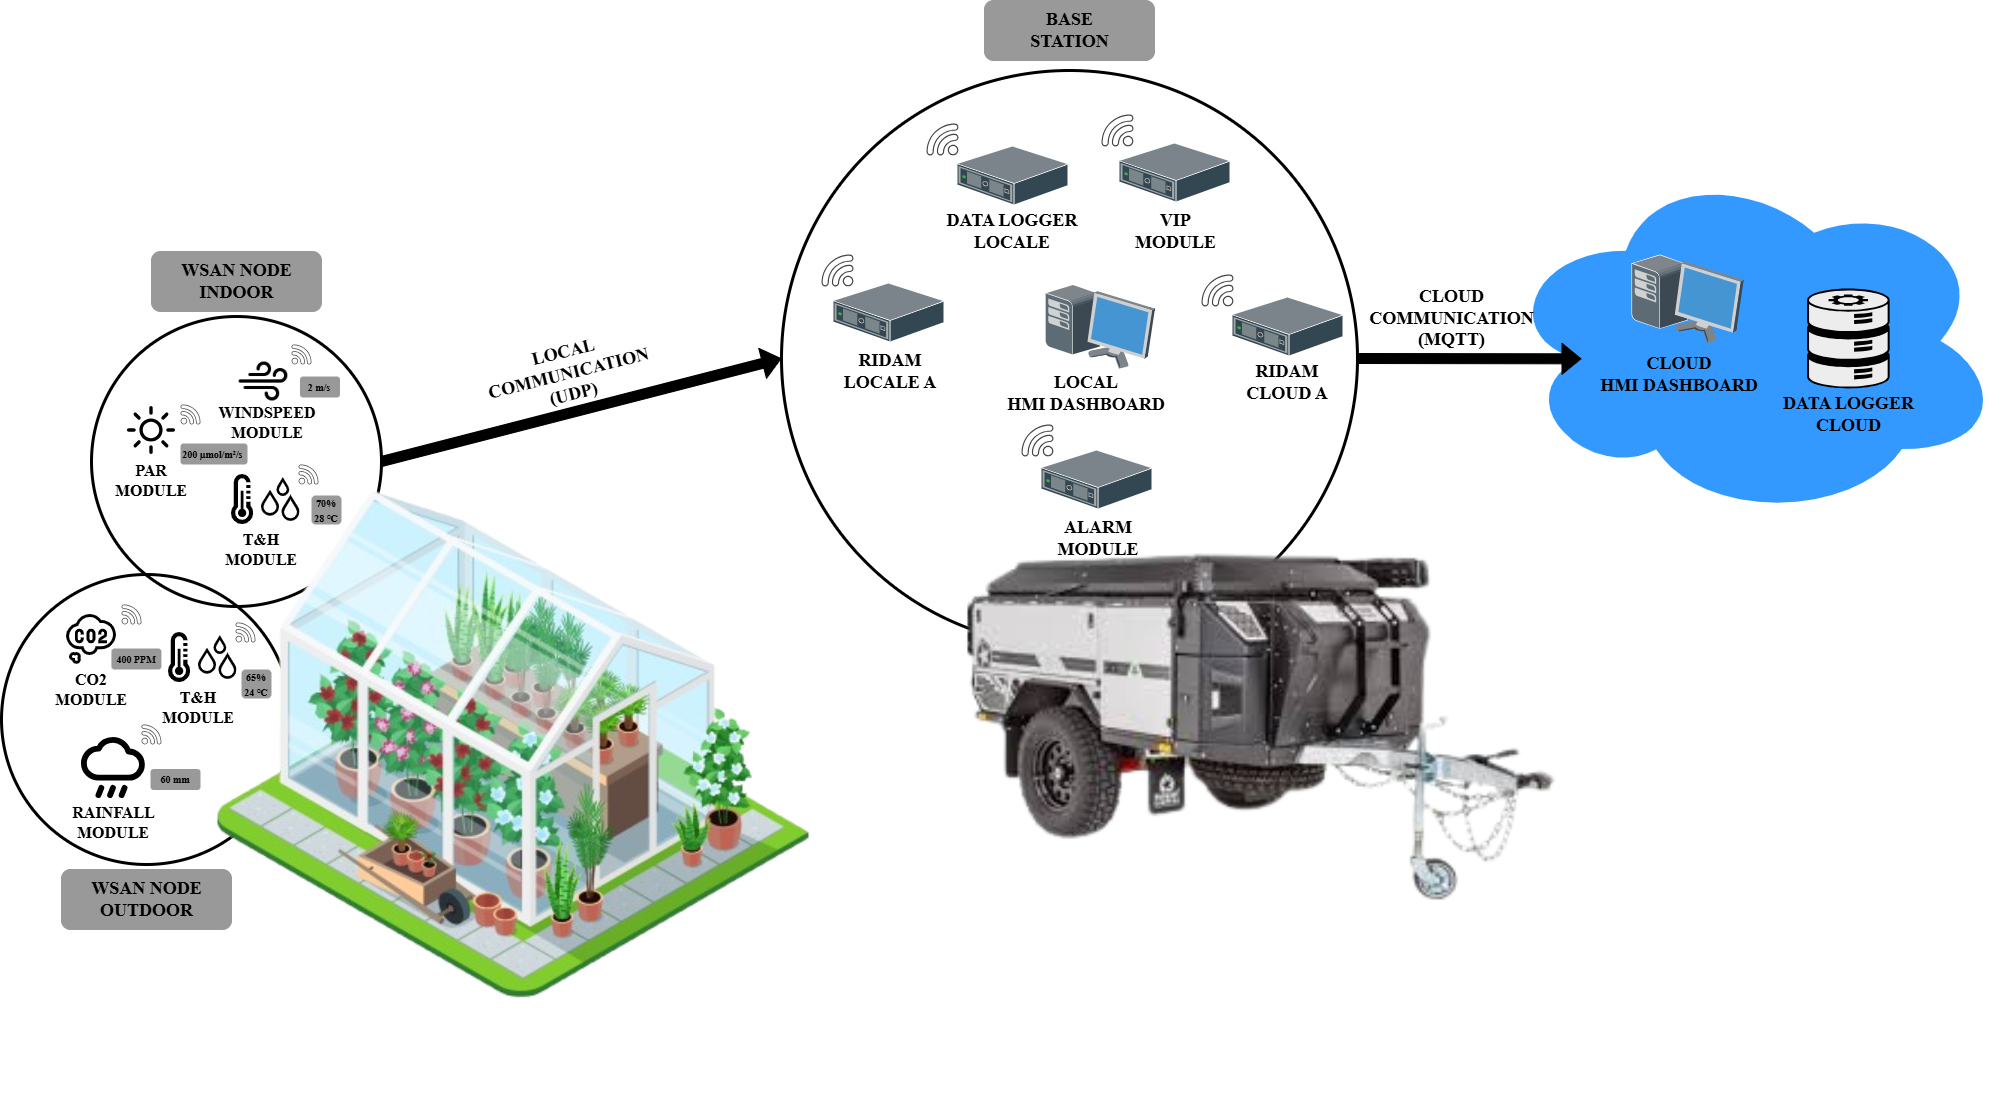 BASE
STATION
DATA LOGGER
LOCALE
VIP
MODULE
RIDAM
LOCALE A
LOCAL
HMI DASHBOARD
RIDAM
CLOUD A
ALARM
MODULE
WSAN NODE
INDOOR
2 m/s
WINDSPEED
MODULE
200 µmol/m²/s
PAR
MODULE
70%
28 °C
T&H
MODULE
LOCAL
COMMUNICATION
(UDP)
CLOUD
COMMUNICATION
(MQTT)
CLOUD
HMI DASHBOARD
DATA LOGGER
CLOUD
CO2
400 PPM
CO2
MODULE
65%
24 °C
T&H
MODULE
60 mm
RAINFALL
MODULE
WSAN NODE
OUTDOOR